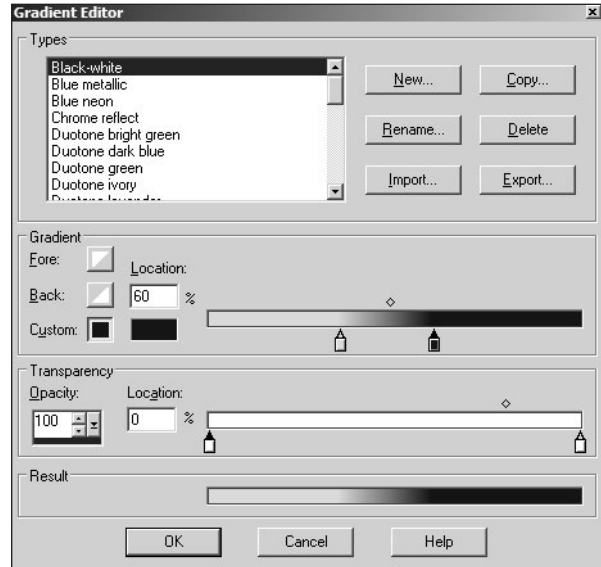 Gradient Editor
Types
Black-white
Blue metallic
Blue neon
Chrome reflect
Duotone bright green
Duotone dark blue
Duotone green
Duotone ivory
Duotone lavender
New... Copy...
Rename... Delete
Import... Export...
Gradient
Fore: Location:
Back: 60 %
Custom:
Transparency
Opacity: Location:
100 0 %
Result
OK Cancel Help